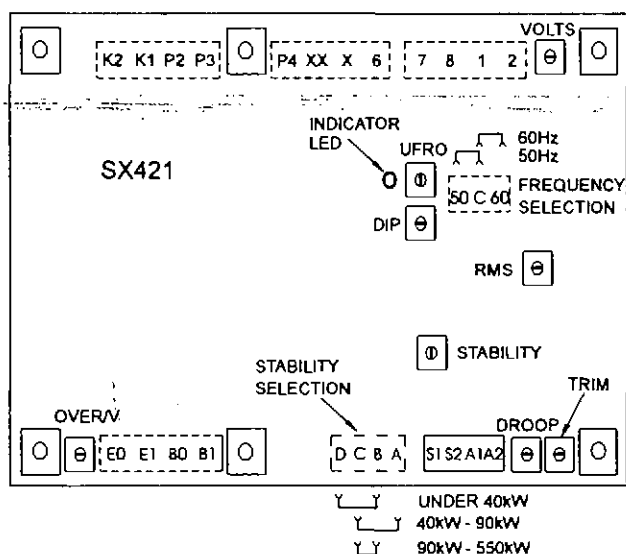 VOLTS
K2 K1 P2 P3 P4 XX X 6 7 8 1 2
INDICATOR
LED
UFRO
60Hz
50Hz
SX421
50 C 60
FREQUENCY
SELECTION
DIP
RMS
STABILITY
STABILITY
SELECTION
TRIM
OVER/V
DROOP
E0 E1 B0 B1 D C B A S1 S2 A1 A2
UNDER 40kW
40kW - 90kW
90kW - 550kW